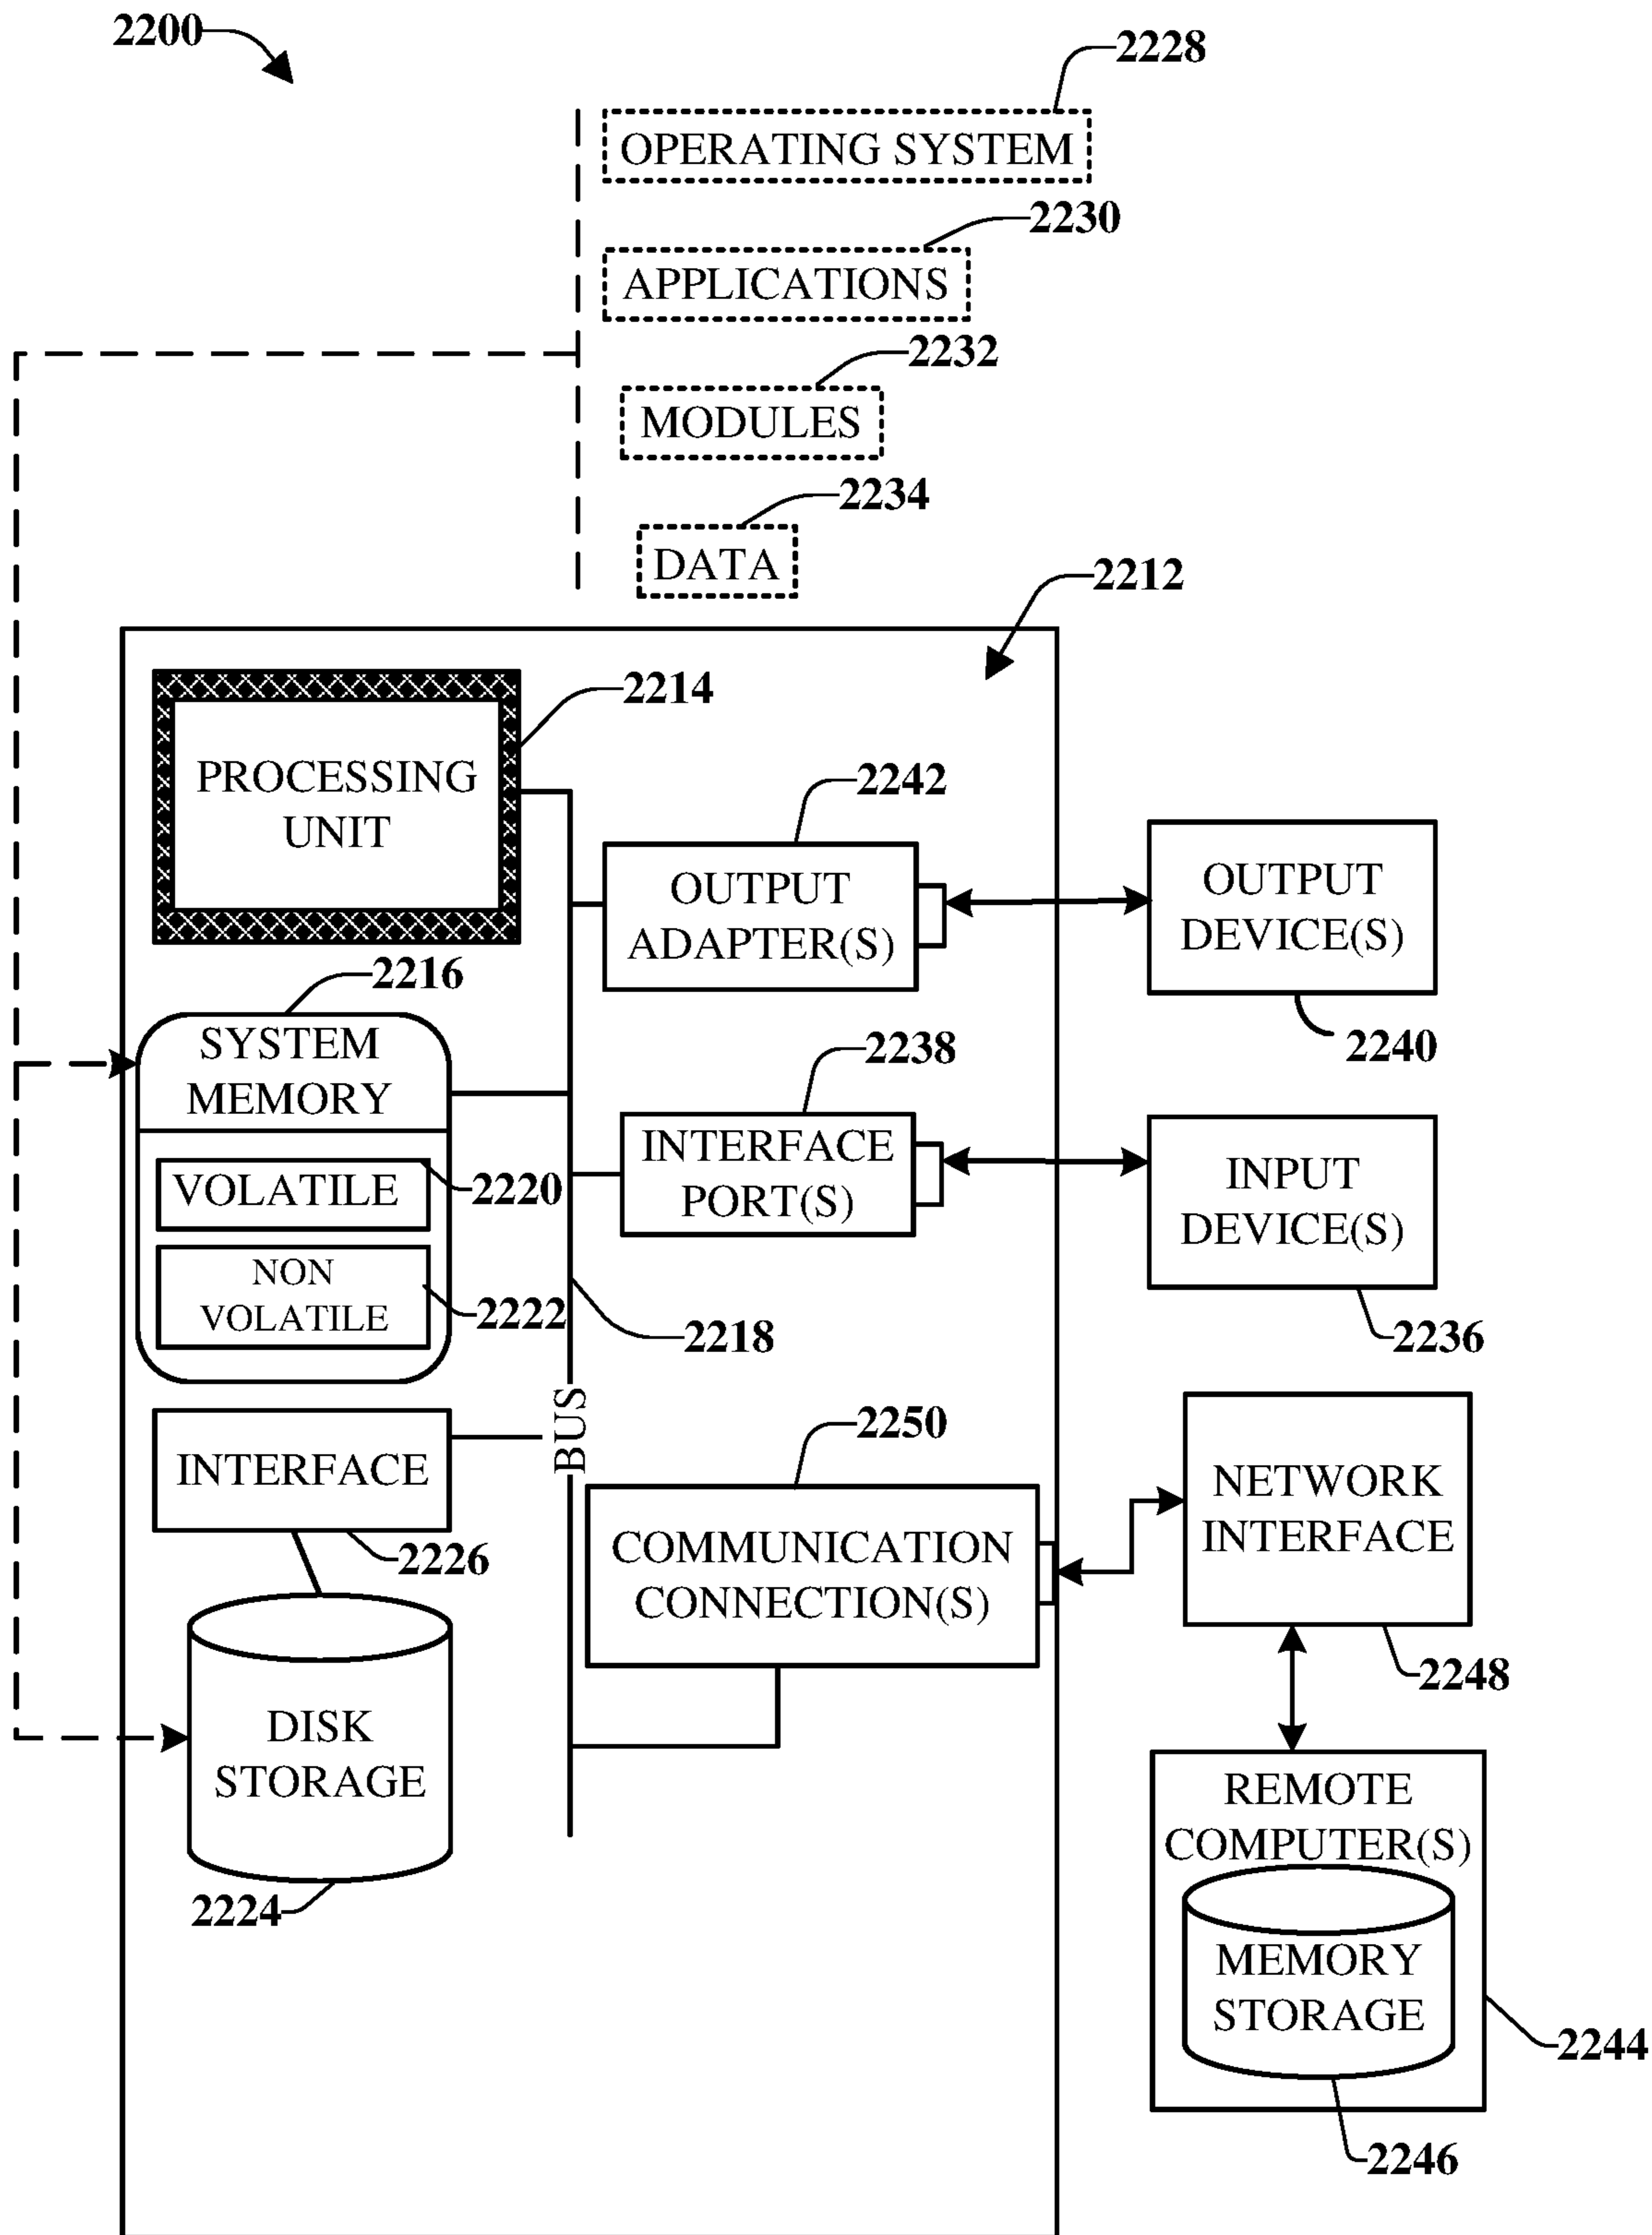 2200
2228
OPERATING SYSTEM
2230
APPLICATIONS
2232
MODULES
2234
DATA
2212
2214
PROCESSING
UNIT
2242
OUTPUT
ADAPTER(S)
OUTPUT
DEVICE(S)
2240
2216
SYSTEM
MEMORY
VOLATILE
2220
NON
VOLATILE
2222
2238
INTERFACE
PORT(S)
INPUT
DEVICE(S)
2236
2218
BUS
INTERFACE
2226
2250
COMMUNICATION
CONNECTION(S)
NETWORK
INTERFACE
2248
DISK
STORAGE
2224
REMOTE
COMPUTER(S)
MEMORY
STORAGE
2244
2246